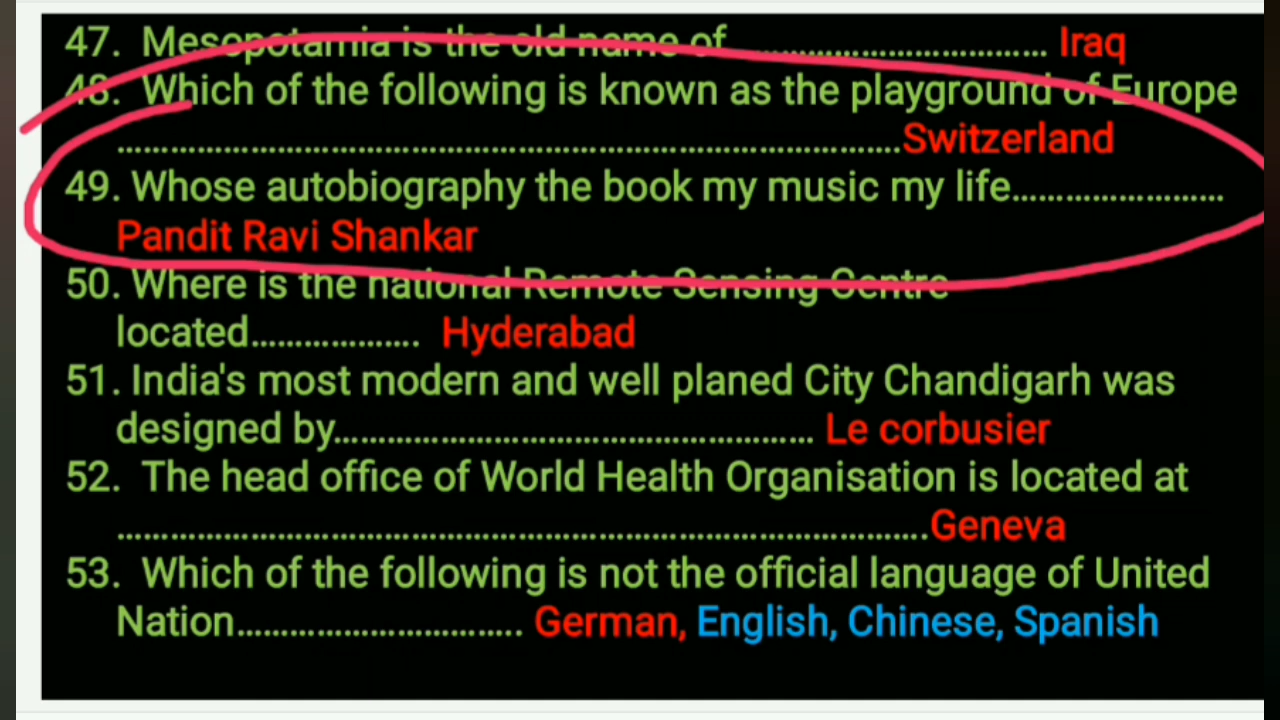 47. Mesopotamia is the old name of ................................ Iraq
48. Which of the following is known as the playground of Europe
.......................................................................................Switzerland
49. Whose autobiography the book my music my life........................
Pandit Ravi Shankar
50. Where is the national Remote Sensing Centre
located................... Hyderabad
51. India's most modern and well planed City Chandigarh was
designed by...................................................... Le corbusier
52. The head office of World Health Organisation is located at
..........................................................................................Geneva
53. Which of the following is not the official language of United
Nation................................ German, English, Chinese, Spanish